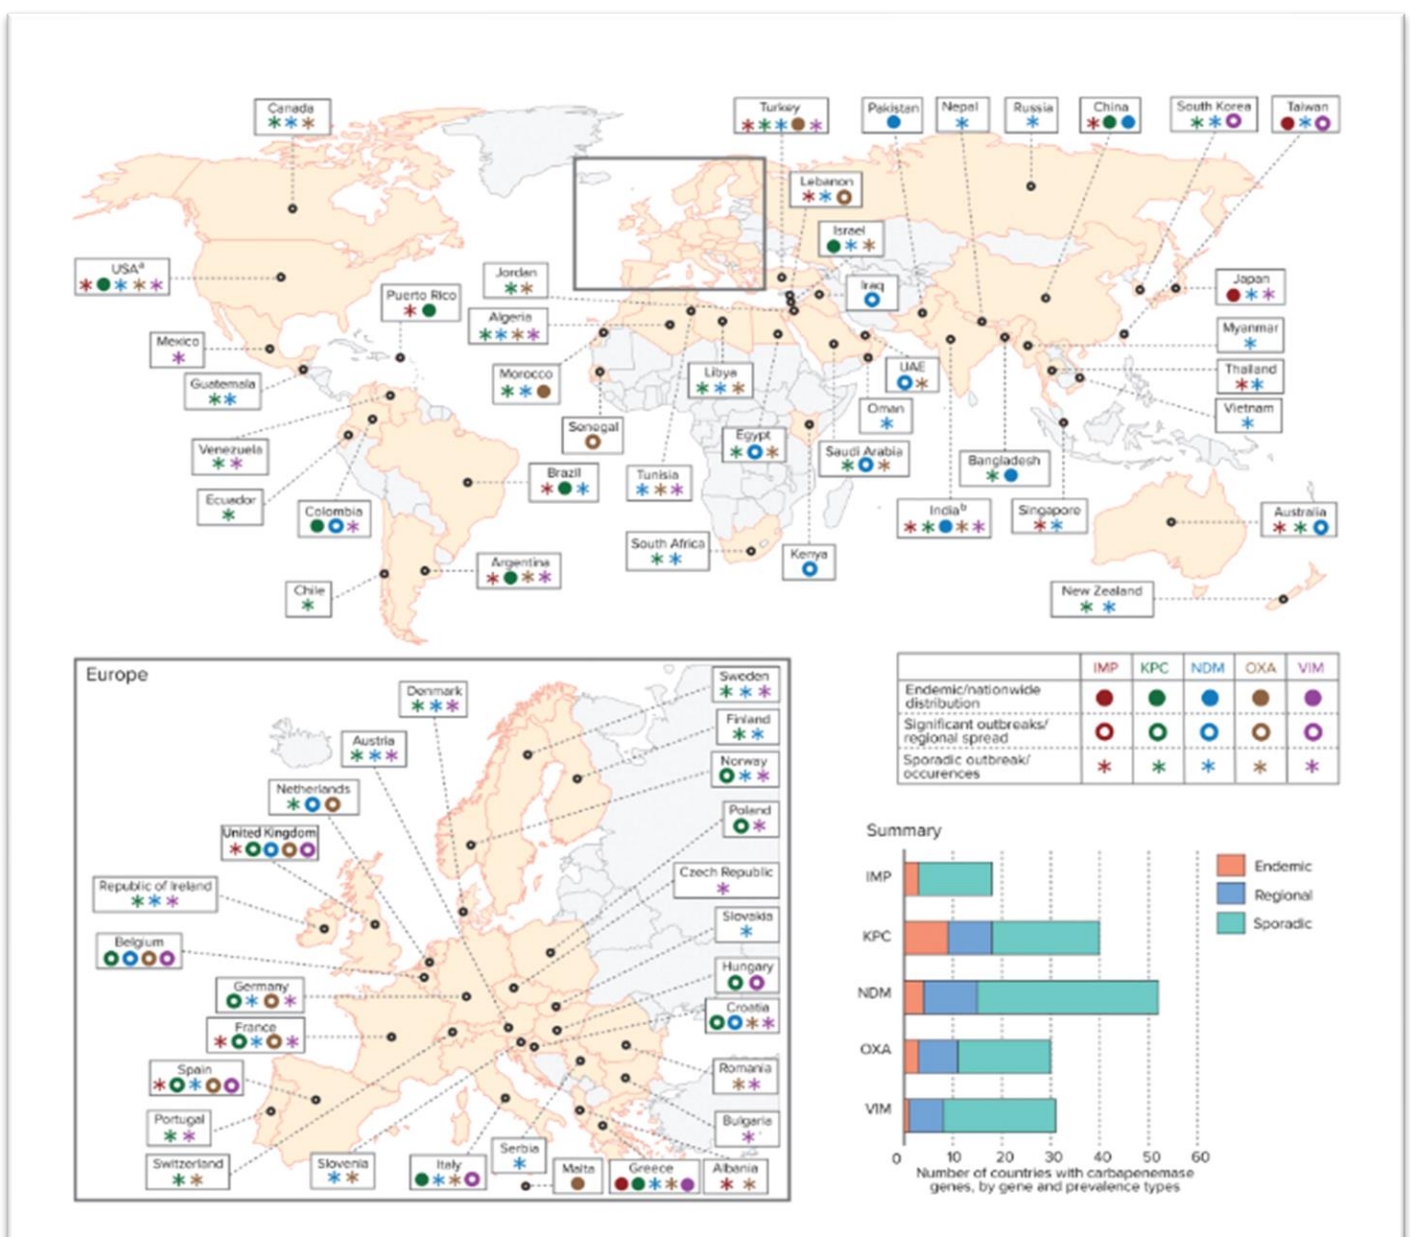 Canada
Turkey
Pakistan
Nepal
Russia
China
South Korea
Taiwan
Lebanon
Israel
USAª
Jordan
Iraq
Japan
Puerto Rico
Algeria
Myanmar
Mexico
Morocco
Libya
UAE
Thailand
Guatemala
Senegal
Oman
Vietnam
Egypt
Saudi Arabia
Venezuela
Brazil
Tunisia
Bangladesh
Ecuador
Colombia
Indiaᵇ
Singapore
Australia
South Africa
Kenya
Argentina
Chile
New Zealand
Europe
Sweden
Denmark
Finland
Austria
Norway
Netherlands
Poland
United Kingdom
Czech Republic
Republic of Ireland
Slovakia
Belgium
Hungary
Germany
Croatia
France
Spain
Romania
Portugal
Bulgaria
Switzerland
Slovenia
Italy
Serbia
Malta
Greece
Albania
IMP KPC NDM OXA VIM
Endemic/nationwide
distribution
Significant outbreaks/
regional spread
Sporadic outbreak/
occurences
Summary
IMP
KPC
NDM
OXA
VIM
Endemic
Regional
Sporadic
0 10 20 30 40 50 60
Number of countries with carbapenemase
genes, by gene and prevalence types